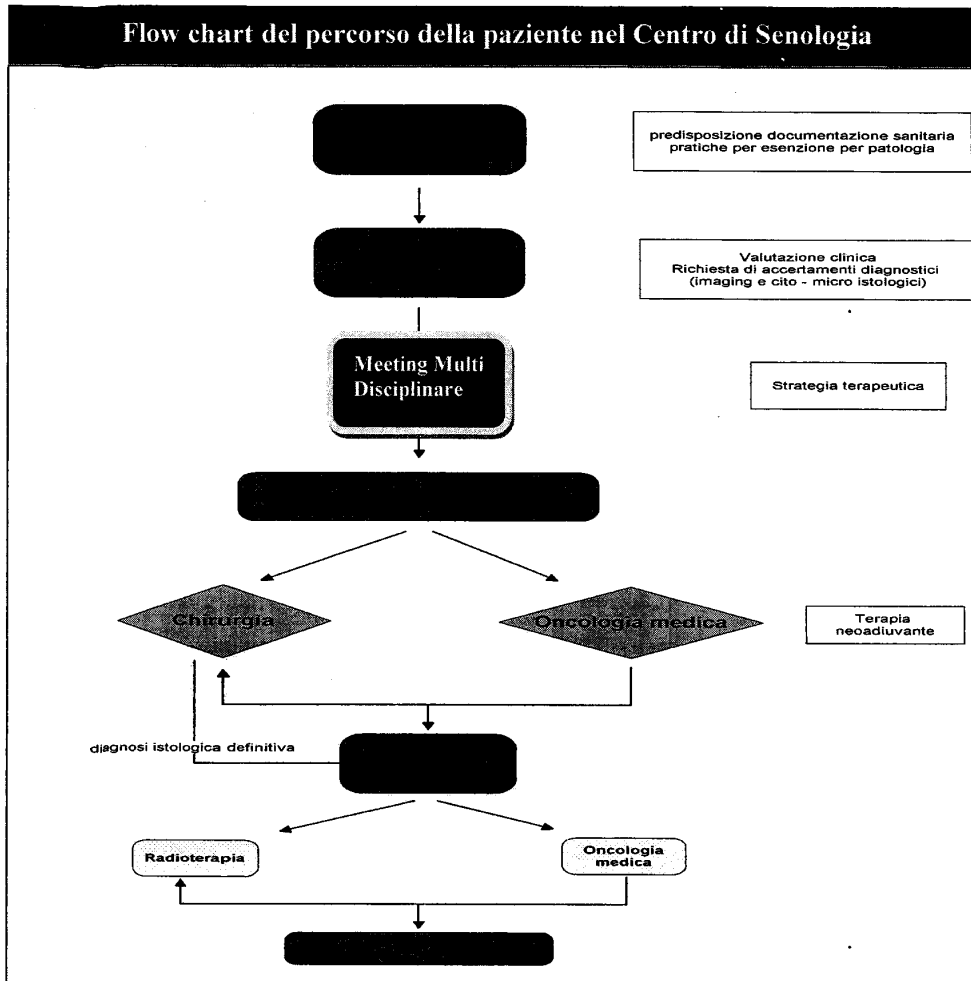 Flow chart del percorso della paziente nel Centro di Senologia
predisposizione documentazione sanitaria
pratiche per esenzione per patologia
Valutazione clinica
Richiesta di accertamenti diagnostici
(imaging e cito - micro istologici)
Meeting Multi
Disciplinare
Strategia terapeutica
Chirurgia
Oncologia medica
Terapia
neoadiuvante
diagnosi istologica definitiva
Radioterapia
Oncologia
medica